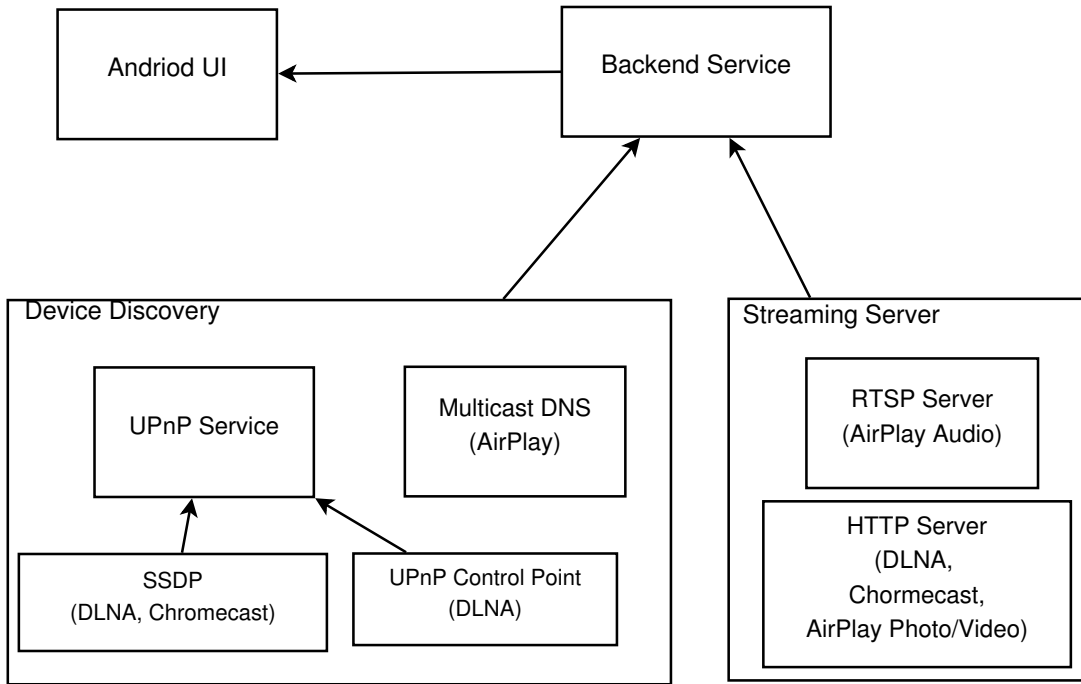 Andriod UI
Backend Service
Device Discovery
UPnP Service
Multicast DNS
(AirPlay)
SSDP
(DLNA, Chromecast)
UPnP Control Point
(DLNA)
Streaming Server
RTSP Server
(AirPlay Audio)
HTTP Server
(DLNA,
Chormecast,
AirPlay Photo/Video)